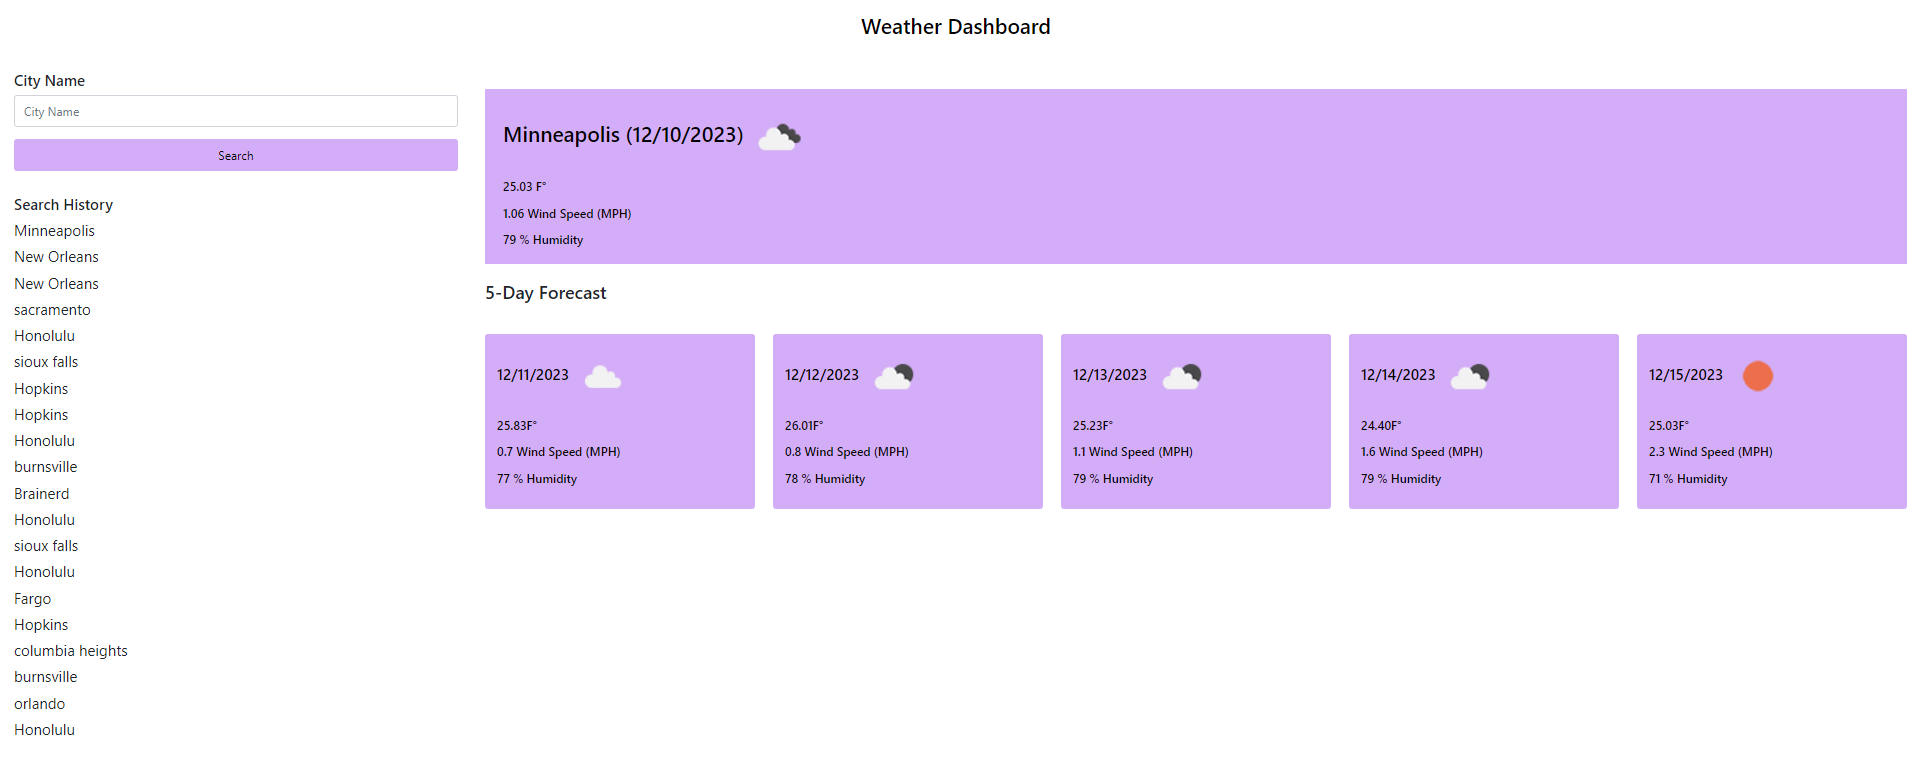 Weather Dashboard
City Name
City Name
Search
Search History
Minneapolis
New Orleans
New Orleans
sacramento
Honolulu
sioux falls
Hopkins
Hopkins
Honolulu
burnsville
Brainerd
Honolulu
sioux falls
Honolulu
Fargo
Hopkins
columbia heights
burnsville
orlando
Honolulu
Minneapolis (12/10/2023)
25.03 F°
1.06 Wind Speed (MPH)
79 % Humidity
5-Day Forecast
12/11/2023
25.83F°
0.7 Wind Speed (MPH)
77 % Humidity
12/12/2023
26.01F°
0.8 Wind Speed (MPH)
78 % Humidity
12/13/2023
25.23F°
1.1 Wind Speed (MPH)
79 % Humidity
12/14/2023
24.40F°
1.6 Wind Speed (MPH)
79 % Humidity
12/15/2023
25.03F°
2.3 Wind Speed (MPH)
71 % Humidity